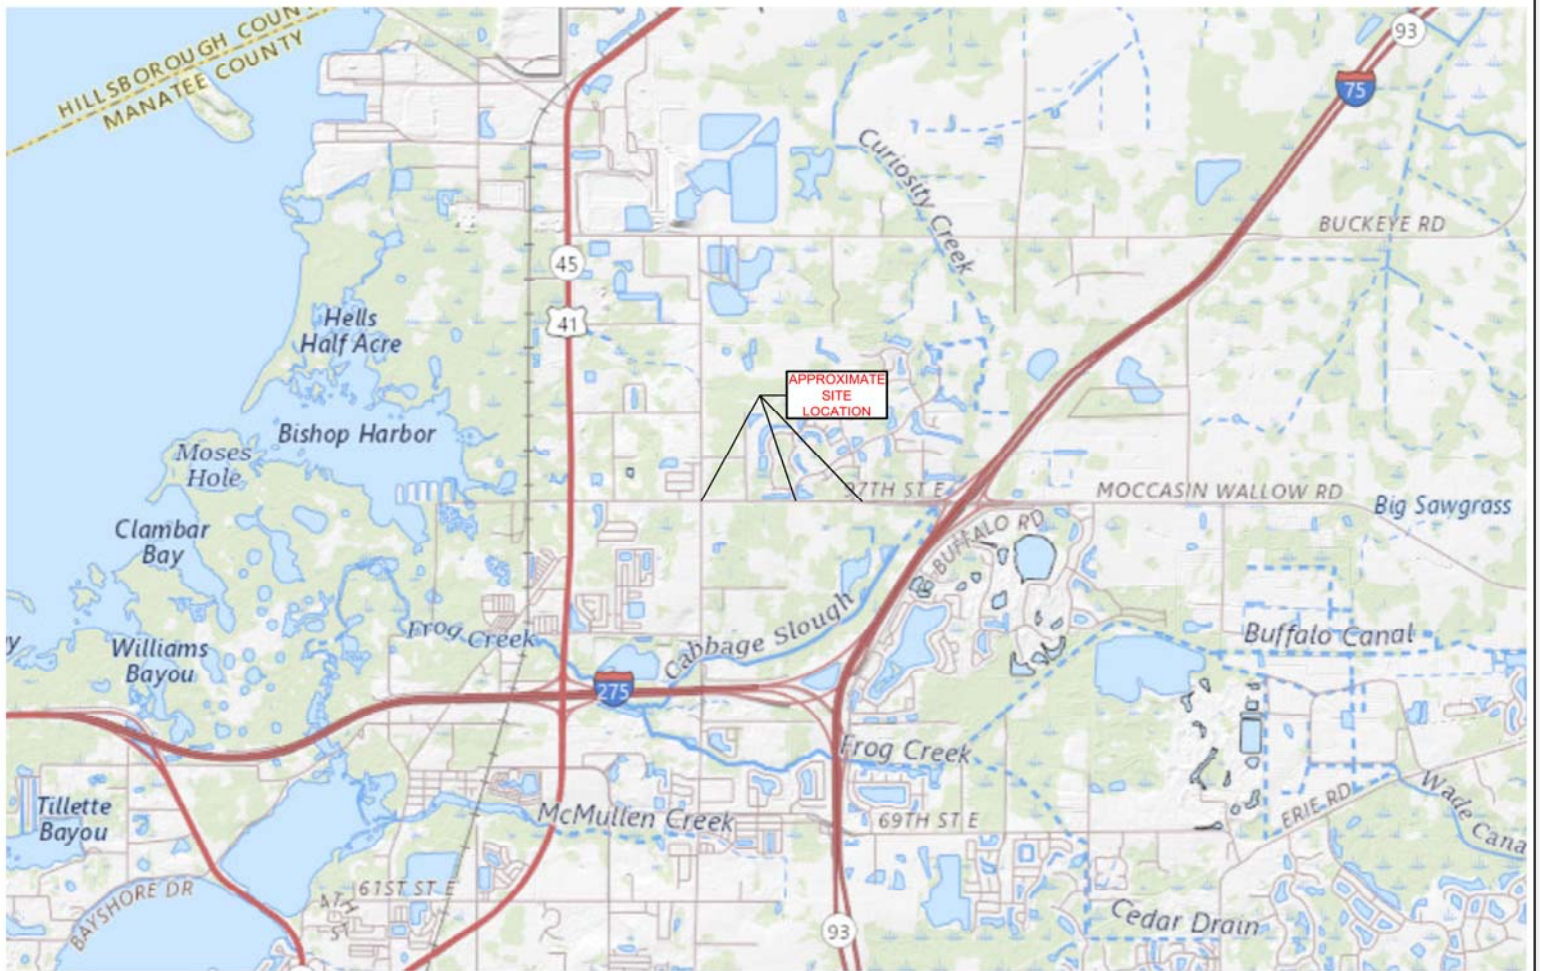 HILLSBOROUGH COUN
MANATEE COUNTY
93
75
Curiosity Creek
BUCKEYE RD
45
41
Hells
Half Acre
APPROXIMATE
SITE
LOCATION
Bishop Harbor
Moses
Hole
97TH ST E
MOCCASIN WALLOW RD
Big Sawgrass
Clambar
Bay
BUFFALO RD
Frog Creek
Cabbage Slough
Buffalo Canal
Williams
Bayou
275
Frog Creek
Tillette
Bayou
McMullen Creek
69TH ST E
ERIE RD
Wade Cana
BAYSHORE DR
61ST ST E
4TH
ST
Cedar Drain
93